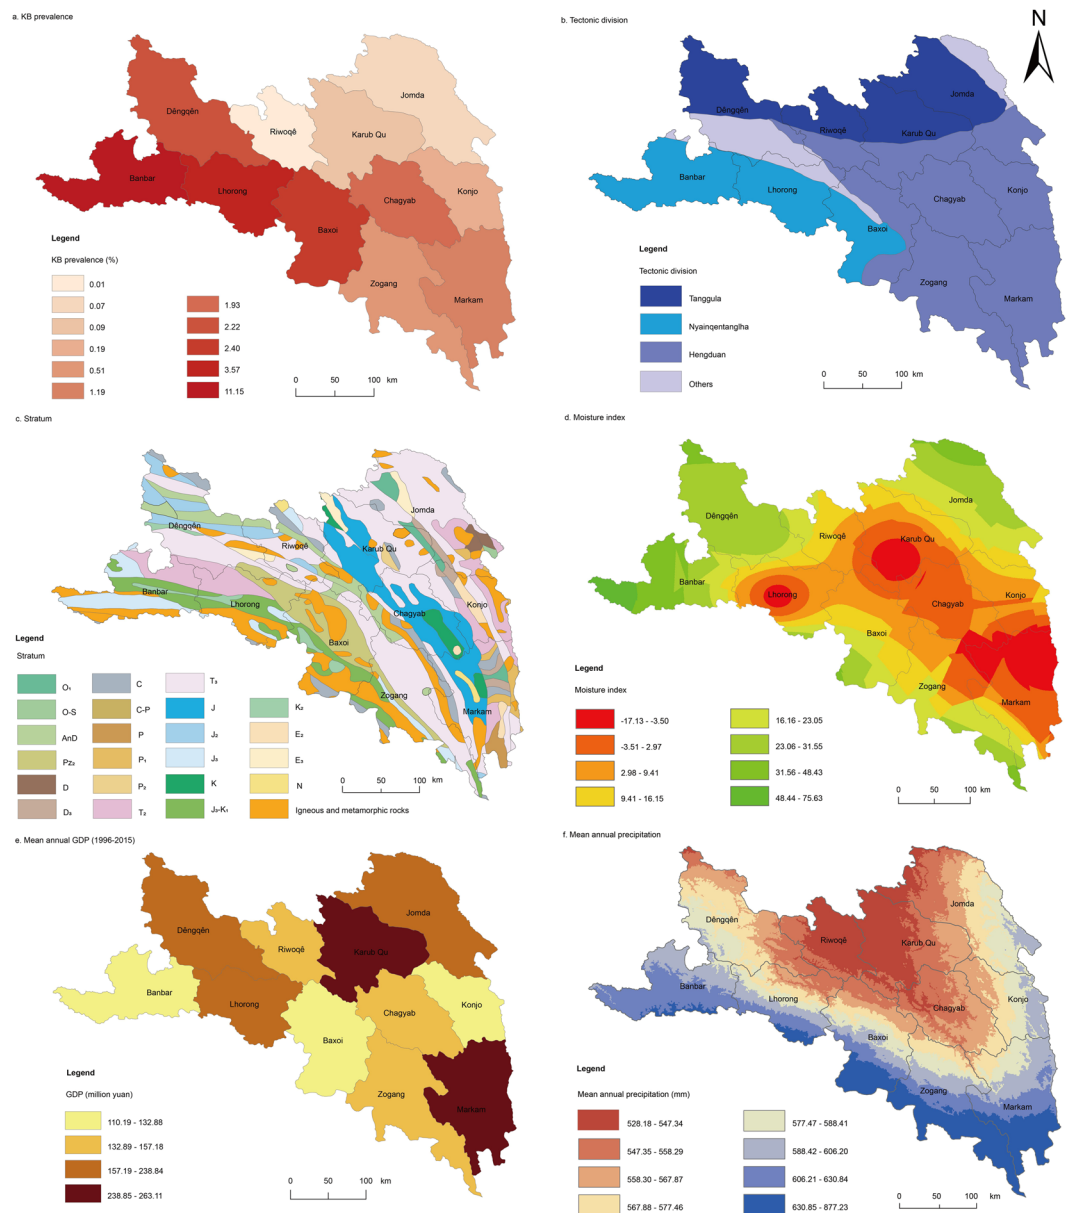 a. KB prevalence
Jomda
Dêngqên
Riwoqê
Karub Qu
Banbar
Lhorong
Chagyab
Konjo
Baxoi
Zogang
Markam
Legend
KB prevalence (%)
0.01
0.07
0.09
0.19
0.51
1.19
1.93
2.22
2.40
3.57
11.15
0 50 100 km
b. Tectonic division
N
Jomda
Dêngqên
Riwoqê
Karub Qu
Banbar
Lhorong
Chagyab
Konjo
Baxoi
Zogang
Markam
Legend
Tectonic division
Tanggula
Nyainqentanglha
Hengduan
Others
0 50 100 km
c. Stratum
Jomda
Dêngqên
Riwoqê
Karub Qu
Banbar
Lhorong
Chagyab
Konjo
Baxoi
Zogang
Markam
Legend
Stratum
O₁
O-S
AnD
Pz₂
D
D₃
C
C-P
P
P₁
P₂
T₂
T₃
J
J₂
J₃
K
J₃-K₁
K₂
E₂
E₃
N
Igneous and metamorphic rocks
0 50 100 km
d. Moisture index
Jomda
Dêngqên
Riwoqê
Karub Qu
Banbar
Lhorong
Chagyab
Konjo
Baxoi
Zogang
Markam
Legend
Moisture index
-17.13 - -3.50
-3.51 - 2.97
2.98 - 9.41
9.41 - 16.15
16.16 - 23.05
23.06 - 31.55
31.56 - 48.43
48.44 - 75.63
0 50 100 km
e. Mean annual GDP (1996-2015)
Jomda
Dêngqên
Riwoqê
Karub Qu
Banbar
Lhorong
Chagyab
Konjo
Baxoi
Zogang
Markam
Legend
GDP (million yuan)
110.19 - 132.88
132.89 - 157.18
157.19 - 238.84
238.85 - 263.11
0 50 100 km
f. Mean annual precipitation
Jomda
Dêngqên
Riwoqê
Karub Qu
Banbar
Lhorong
Chagyab
Konjo
Baxoi
Zogang
Markam
Legend
Mean annual precipitation (mm)
528.18 - 547.34
547.35 - 558.29
558.30 - 567.87
567.88 - 577.46
577.47 - 588.41
588.42 - 606.20
606.21 - 630.84
630.85 - 877.23
0 50 100 km